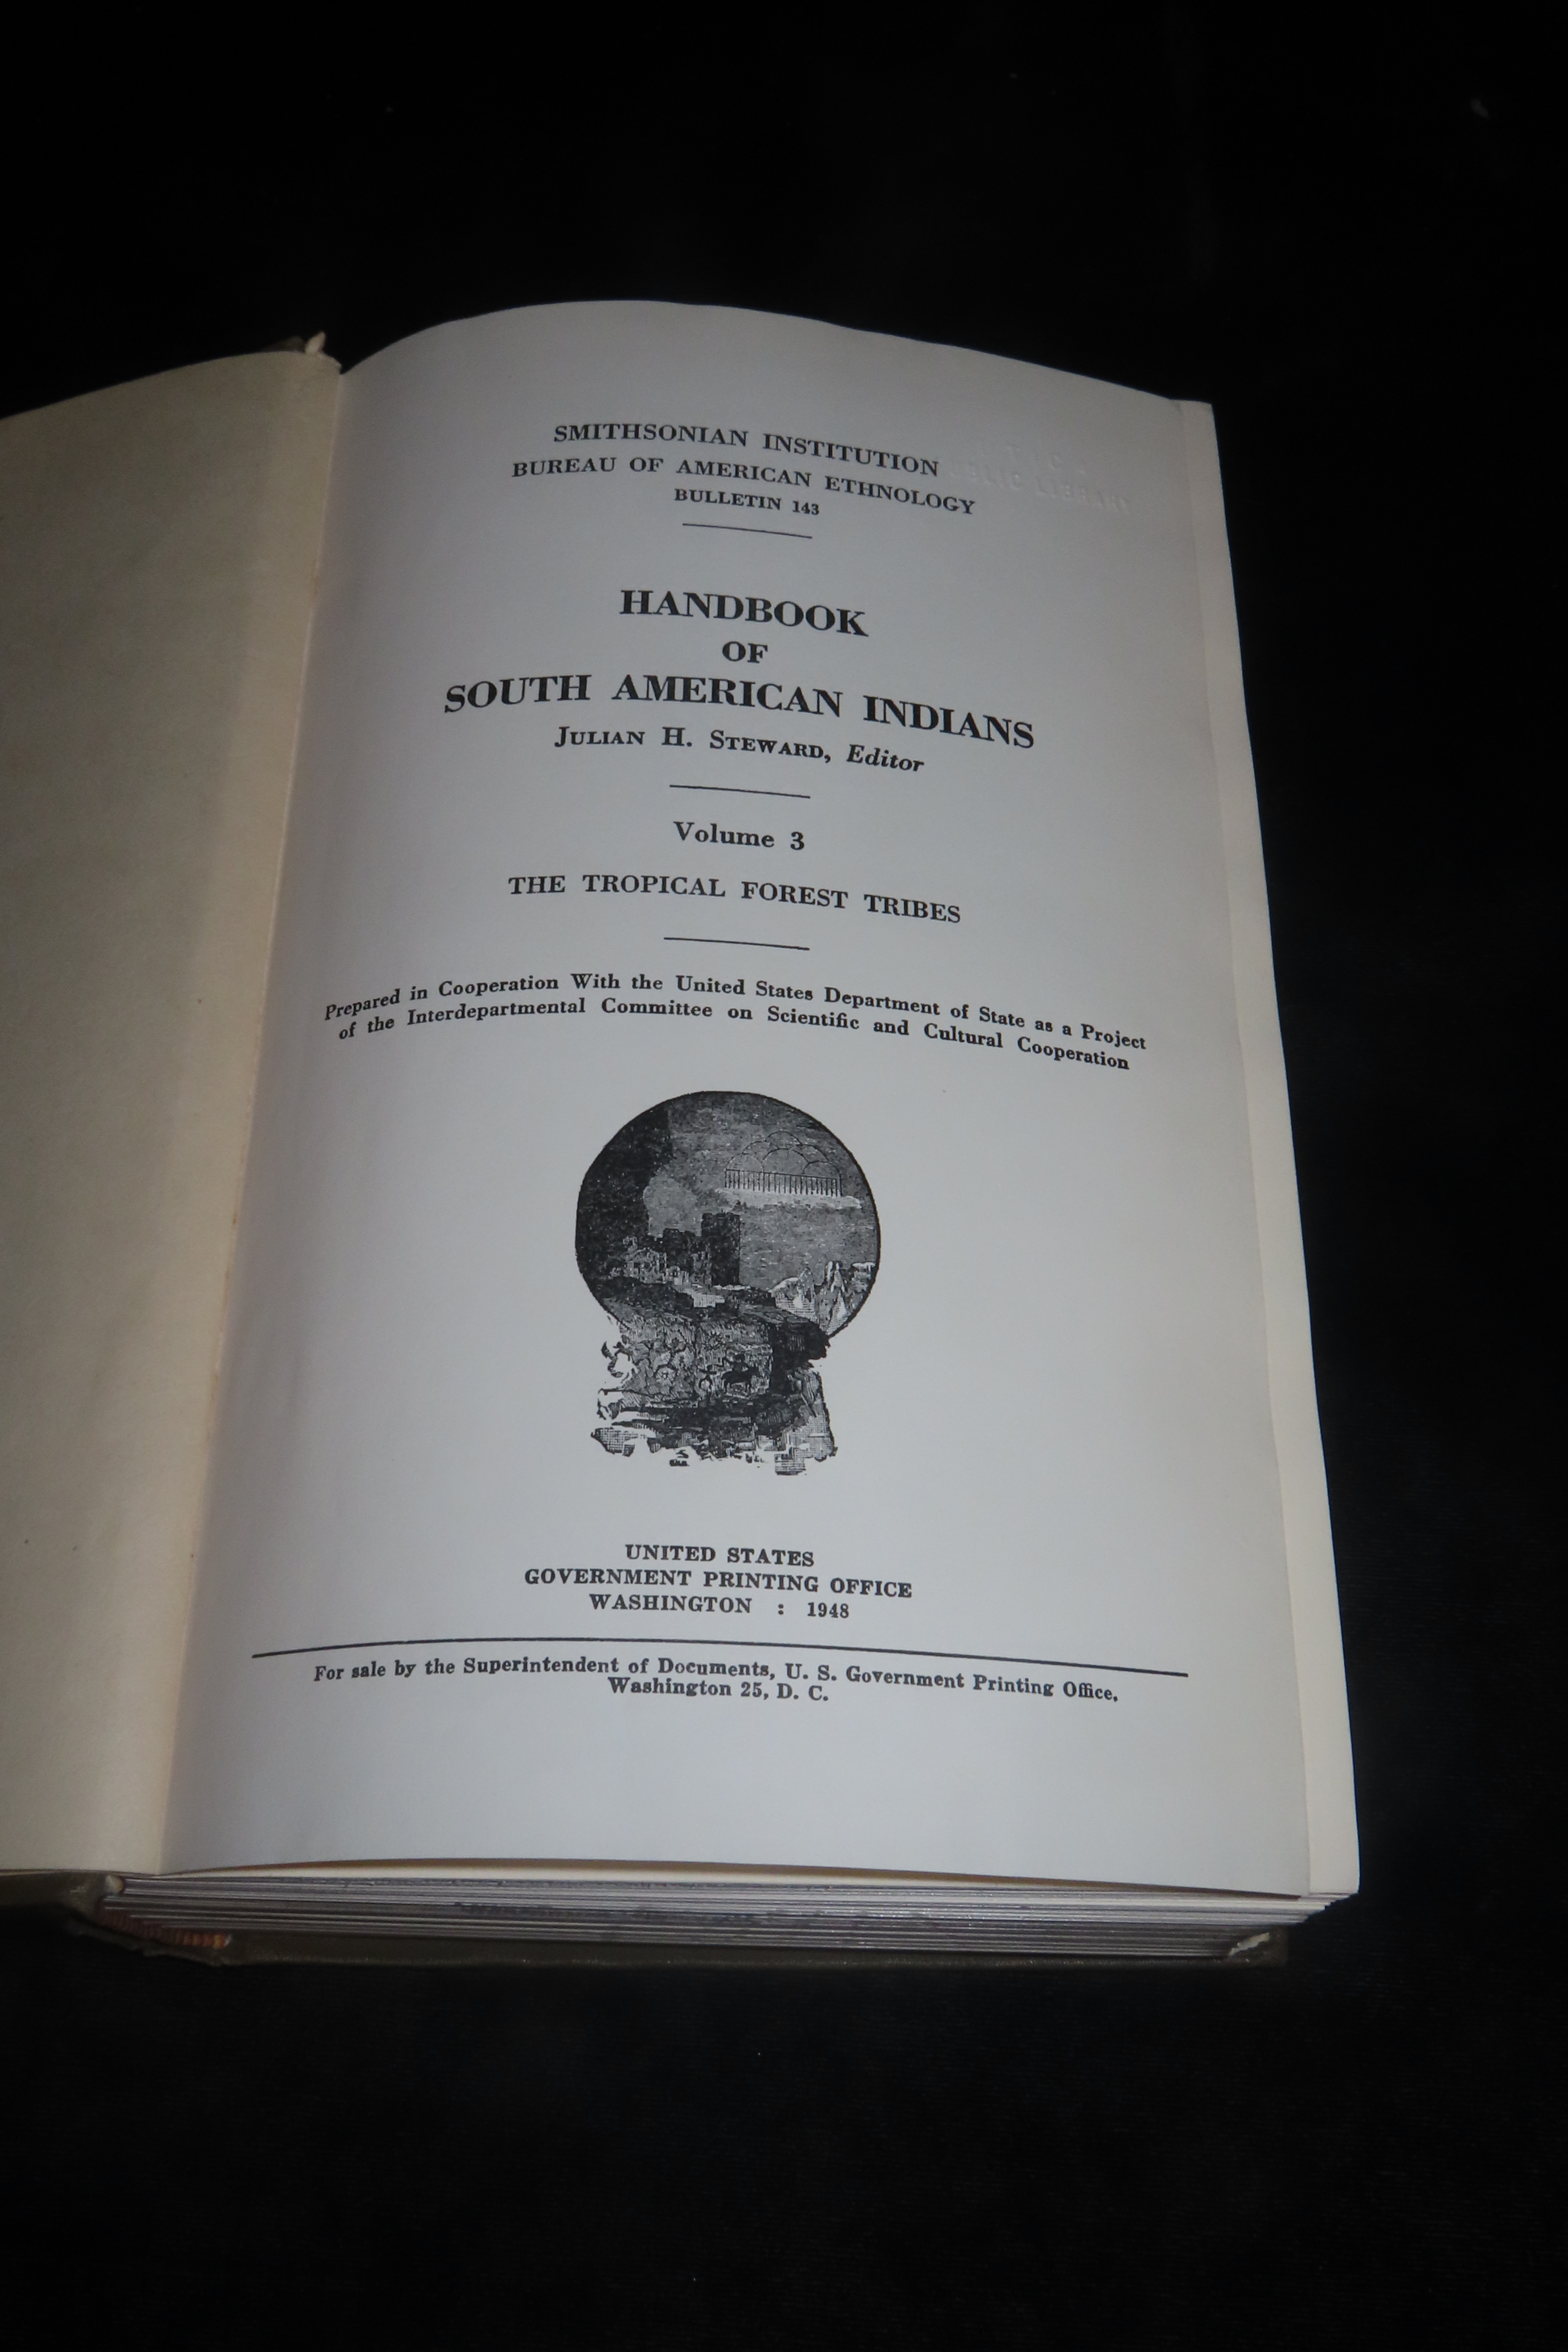 SMITHSONIAN INSTITUTION
BUREAU OF AMERICAN ETHNOLOGY
BULLETIN 143
LIBRARY
HANDBOOK
OF
SOUTH AMERICAN INDIANS
JULIAN H. STEWARD, Editor
Volume 3
THE TROPICAL FOREST TRIBES
Prepared in Cooperation With the United States Department of State as a Project
of the Interdepartmental Committee on Scientific and Cultural Cooperation
UNITED STATES
GOVERNMENT PRINTING OFFICE
WASHINGTON : 1948
For sale by the Superintendent of Documents, U. S. Government Printing Office,
Washington 25, D. C.